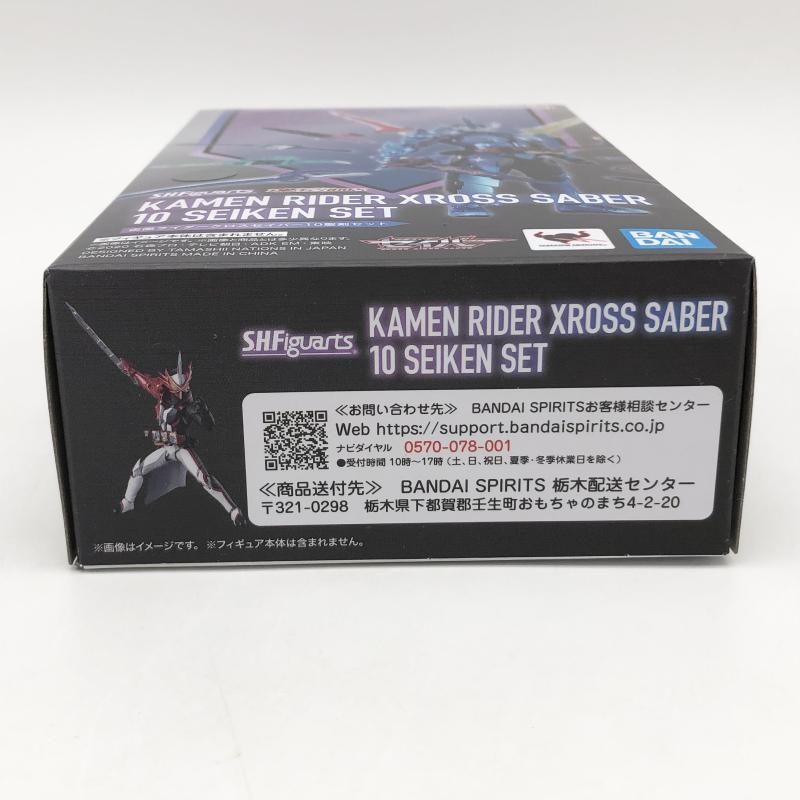 SHFiguarts
KAMEN RIDER XROSS SABER
10 SEIKEN SET
BANDAI
DESIGNED BY TAMASHII NATIONS IN JAPAN
BANDAI SPIRITS MADE IN CHINA
SHFiguarts
KAMEN RIDER XROSS SABER
10 SEIKEN SET
≪お問い合わせ先≫ BANDAI SPIRITSお客様相談センター
Web https://support.bandaispirits.co.jp
ナビダイヤル 0570-078-001
●受付時間 10時〜17時 (土、日、祝日、夏季・冬季休業日を除く)
≪商品送付先≫ BANDAI SPIRITS 栃木配送センター
〒321-0298 栃木県下都賀郡壬生町おもちゃのまち4-2-20
※画像はイメージです。 ※フィギュア本体は含まれません。